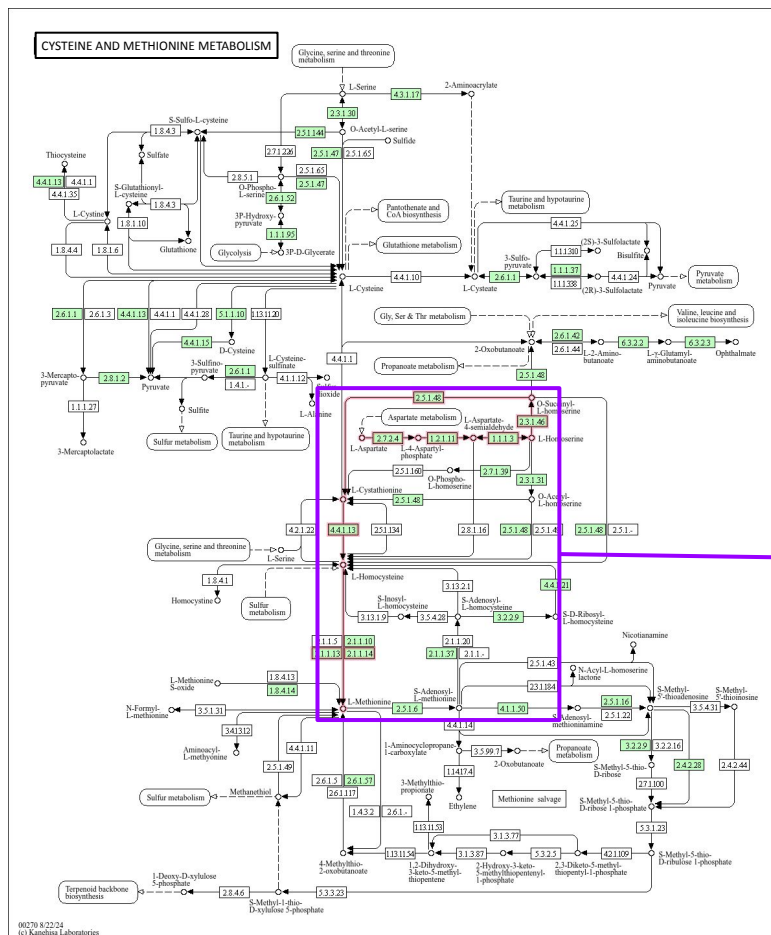 CYSTEINE AND METHIONINE METABOLISM
Glycine, serine and threonine
metabolism
L-Serine
4.3.1.17
2-Aminoacrylate
2.3.1.30
S-Sulfo-L-cysteine
1.8.4.3
2.5.1.144
O-Acetyl-L-serine
Sulfide
Thiocysteine
Sulfate
2.7.1.226
2.5.1.47
2.5.1.65
4.4.1.13
4.4.1.1
4.4.1.35
S-Glutathionyl-
L-cysteine
1.8.4.3
2.8.5.1
O-Phospho-
L-serine
2.5.1.65
2.5.1.47
L-Cystine
1.8.1.10
2.6.1.52
3P-Hydroxy-
pyruvate
Pantothenate and
CoA biosynthesis
Taurine and hypotaurine
metabolism
1.8.4.4
1.8.1.6
Glutathione
1.1.1.95
Glycolysis
3P-D-Glycerate
Glutathione metabolism
4.4.1.25
(2S)-3-Sulfolactate
1.1.1.310
Bisulfite
L-Cysteine
4.4.1.10
L-Cysteate
2.6.1.1
3-Sulfo-
pyruvate
1.1.1.37
1.1.1.338
(2R)-3-Sulfolactate
4.4.1.24
Pyruvate
Pyruvate
metabolism
2.6.1.1
2.6.1.3
4.4.1.13
4.4.1.1
4.4.1.28
5.1.1.10
1.13.11.20
Gly, Ser & Thr metabolism
Valine, leucine and
isoleucine biosynthesis
4.4.1.15
D-Cysteine
2-Oxobutanoate
2.6.1.42
2.6.1.44
L-2-Amino-
butanoate
6.3.2.2
L-γ-Glutamyl-
aminobutanoate
6.3.2.3
Ophthalmate
4.4.1.1
Propanoate metabolism
3-Mercapto-
pyruvate
2.8.1.2
Pyruvate
3-Sulfino-
pyruvate
2.6.1.1
1.4.1.-
L-Cysteine-
sulfinate
4.1.1.12
L-Alanine
2.5.1.48
1.1.1.27
Sulfite
3-Mercaptolactate
Sulfur metabolism
Taurine and hypotaurine
metabolism
2.5.1.48
O-Succinyl-
L-homoserine
2.3.1.46
Aspartate metabolism
L-Aspartate-
4-semialdehyde
L-Aspartate
2.7.2.4
L-4-Aspartyl-
phosphate
1.2.1.11
1.1.1.3
L-Homoserine
2.5.1.160
O-Phospho-
L-homoserine
2.7.1.39
2.3.1.31
L-Cystathionine
2.5.1.48
O-Acetyl-
L-homoserine
4.2.1.22
4.4.1.13
2.5.1.134
2.8.1.16
2.5.1.48
2.5.1.49
2.5.1.48
2.5.1.-
L-Serine
Glycine, serine and threonine
metabolism
L-Homocysteine
1.8.4.1
Homocystine
Sulfur
metabolism
3.13.2.1
S-Inosyl-
L-homocysteine
3.13.1.9
3.5.4.28
S-Adenosyl-
L-homocysteine
3.2.2.9
S-D-Ribosyl-
L-homocysteine
2.1.1.5
2.1.1.10
2.1.1.13
2.1.1.14
2.1.1.20
2.1.1.37
2.1.1.-
Nicotianamine
2.5.1.43
L-Methionine
S-oxide
1.8.4.13
1.8.4.14
N-Acyl-L-homoserine
lactone
2.3.1.184
S-Methyl-
5'-thioadenosine
S-Methyl-
5'-thioinosine
N-Formyl-
L-methionine
3.5.1.31
L-Methionine
2.5.1.6
S-Adenosyl-
L-methionine
4.1.1.50
S-Adenosyl-
methioninamine
2.5.1.16
2.5.1.22
3.5.4.31
3.4.13.12
Aminoacyl-
L-methyonine
4.4.1.11
2.5.1.49
4.4.1.14
1-Aminocyclopropane-
carboxylate
3.5.99.7
2-Oxobutanoate
Propanoate
metabolism
3.2.2.9
3.2.2.16
S-Methyl-5-thio-
D-ribose
2.4.2.28
2.4.2.44
2.6.1.5
2.6.1.57
2.6.1.117
1.14.17.4
Ethylene
3-Methylthio-
propionate
2.7.1.100
Sulfur metabolism
Methanethiol
Methionine salvage
S-Methyl-5-thio-
D-ribose 1-phosphate
1.4.3.2
2.6.1.-
1.13.11.53
5.3.1.23
3.1.3.77
4-Methylthio-
2-oxobutanoate
1.13.11.54
1,2-Dihydroxy-
3-keto-5-methyl-
thiopentene
3.1.3.87
2-Hydroxy-3-keto-
5-methylthiopentenyl-
1-phosphate
5.3.2.5
2,3-Diketo-5-methyl-
thiopentyl-1-phosphate
4.2.1.109
S-Methyl-5-thio-
D-ribulose 1-phosphate
Terpenoid backbone
biosynthesis
1-Deoxy-D-xylulose
5-phosphate
2.8.4.6
S-Methyl-1-thio-
D-xylulose 5-phosphate
5.3.3.23
00270 8/22/24
(c) Kanehisa Laboratories